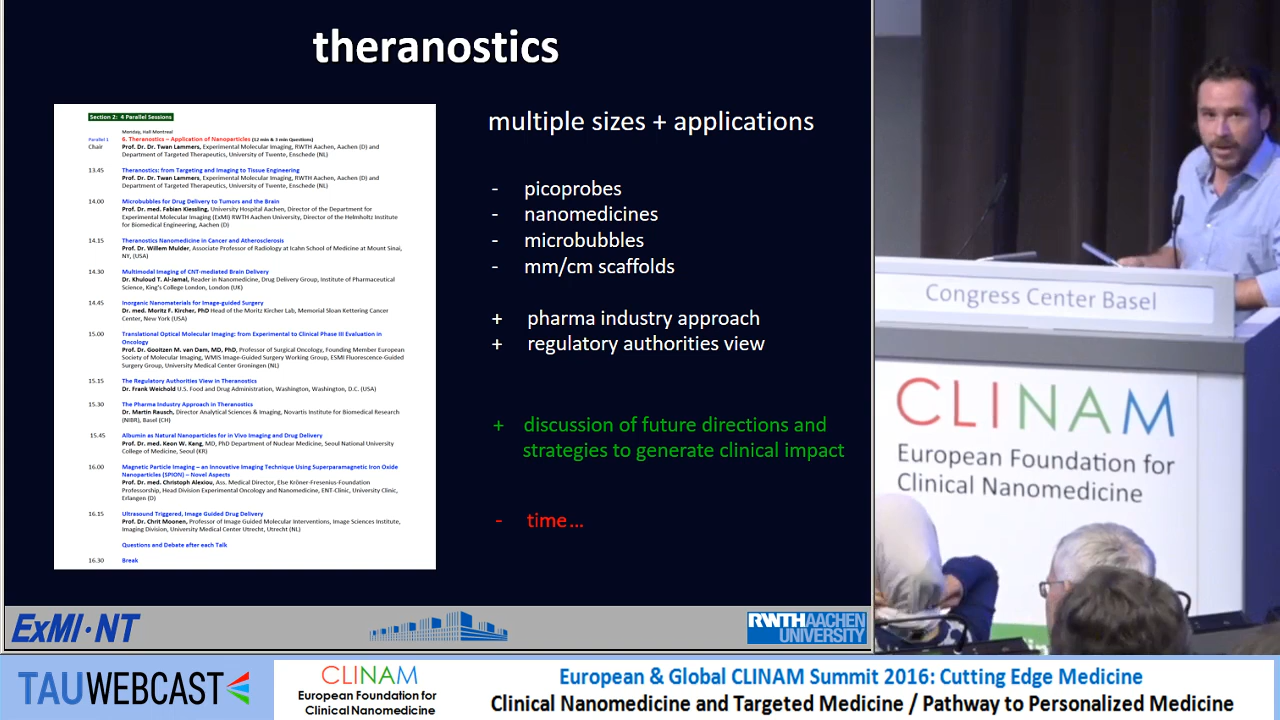 theranostics
Section 2: 4 Parallel Sessions
Monday, Hall Montreal
Parallel 1 6. Theranostics – Application of Nanoparticles (12 min & 3 min Questions)
Chair Prof. Dr. Dr. Twan Lammers, Experimental Molecular Imaging, RWTH Aachen, Aachen (D) and
Department of Targeted Therapeutics, University of Twente, Enschede (NL)
13.45 Theranostics: from Targeting and Imaging to Tissue Engineering
Prof. Dr. Dr. Twan Lammers, Experimental Molecular Imaging, RWTH Aachen, Aachen (D) and
Department of Targeted Therapeutics, University of Twente, Enschede (NL)
14.00 Microbubbles for Drug Delivery to Tumors and the Brain
Prof. Dr. med. Fabian Kiessling, University Hospital Aachen, Director of the Department for
Experimental Molecular Imaging (ExMI) RWTH Aachen University, Director of the Helmholtz Institute
for Biomedical Engineering, Aachen (D)
14.15 Theranostics Nanomedicine in Cancer and Atherosclerosis
Prof. Dr. Willem Mulder, Associate Professor of Radiology at Icahn School of Medicine at Mount Sinai,
NY, (USA)
14.30 Multimodal Imaging of CNT-mediated Brain Delivery
Dr. Khuloud T. Al-Jamal, Reader in Nanomedicine, Drug Delivery Group, Institute of Pharmaceutical
Science, King's College London, London (UK)
14.45 Inorganic Nanomaterials for Image-guided Surgery
Dr. med. Moritz F. Kircher, PhD Head of the Moritz Kircher Lab, Memorial Sloan Kettering Cancer
Center, New York (USA)
15.00 Translational Optical Molecular Imaging: from Experimental to Clinical Phase III Evaluation in
Oncology
Prof. Dr. Gooitzen M. van Dam, MD, PhD, Professor of Surgical Oncology, Founding Member European
Society of Molecular Imaging, WMIS Image-Guided Surgery Working Group, ESMI Fluorescence-Guided
Surgery Group, University Medical Center Groningen (NL)
15.15 The Regulatory Authorities View in Theranostics
Dr. Frank Weichold U.S. Food and Drug Administration, Washington, Washington, D.C. (USA)
15.30 The Pharma Industry Approach in Theranostics
Dr. Martin Rausch, Director Analytical Sciences & Imaging, Novartis Institute for Biomedical Research
(NIBR), Basel (CH)
15.45 Albumin as Natural Nanoparticles for in Vivo Imaging and Drug Delivery
Prof. Dr. med. Keon W. Kang, MD, PhD Department of Nuclear Medicine, Seoul National University
College of Medicine, Seoul (KR)
16.00 Magnetic Particle Imaging – an Innovative Imaging Technique Using Superparamagnetic Iron Oxide
Nanoparticles (SPION) – Novel Aspects
Prof. Dr. med. Christoph Alexiou, Ass. Medical Director, Else Kröner-Fresenius-Foundation
Professorship, Head Division Experimental Oncology and Nanomedicine, ENT-Clinic, University Clinic,
Erlangen (D)
16.15 Ultrasound Triggered, Image Guided Drug Delivery
Prof. Dr. Chrit Moonen, Professor of Image Guided Molecular Interventions, Image Sciences Institute,
Imaging Division, University Medical Center Utrecht, Utrecht (NL)
Questions and Debate after each Talk
16.30 Break
multiple sizes + applications
- picoprobes
- nanomedicines
- microbubbles
- mm/cm scaffolds
+ pharma industry approach
+ regulatory authorities view
+ discussion of future directions and
strategies to generate clinical impact
- time...
ExMI·NT
RWTHAACHEN
UNIVERSITY
Congress Center Basel
CLINAM
European Foundation for
Clinical Nanomedicine
TAUWEBCAST
CLINAM
European Foundation for
Clinical Nanomedicine
European & Global CLINAM Summit 2016: Cutting Edge Medicine
Clinical Nanomedicine and Targeted Medicine / Pathway to Personalized Medicine